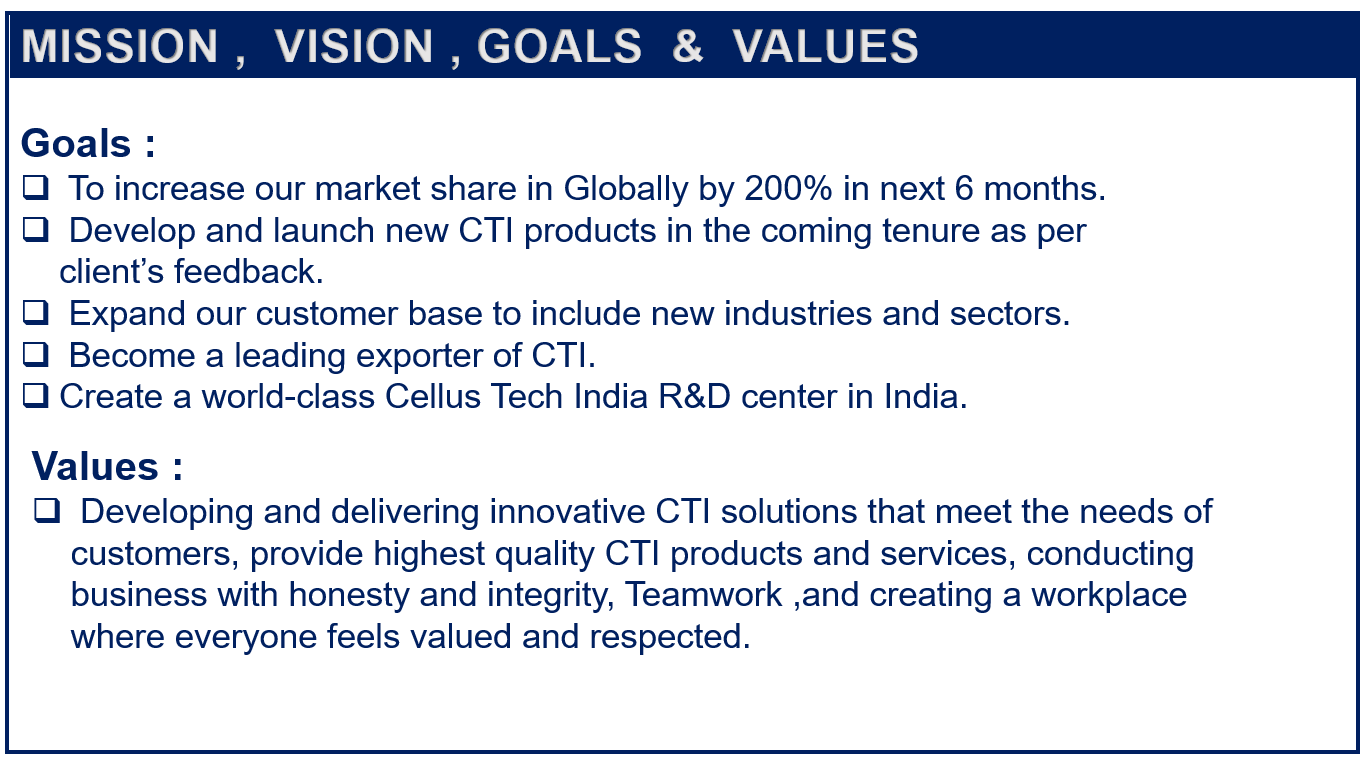 MISSION , VISION , GOALS & VALUES
Goals :
❑ To increase our market share in Globally by 200% in next 6 months.
❑ Develop and launch new CTI products in the coming tenure as per
client’s feedback.
❑ Expand our customer base to include new industries and sectors.
❑ Become a leading exporter of CTI.
❑ Create a world-class Cellus Tech India R&D center in India.
Values :
❑ Developing and delivering innovative CTI solutions that meet the needs of
customers, provide highest quality CTI products and services, conducting
business with honesty and integrity, Teamwork ,and creating a workplace
where everyone feels valued and respected.